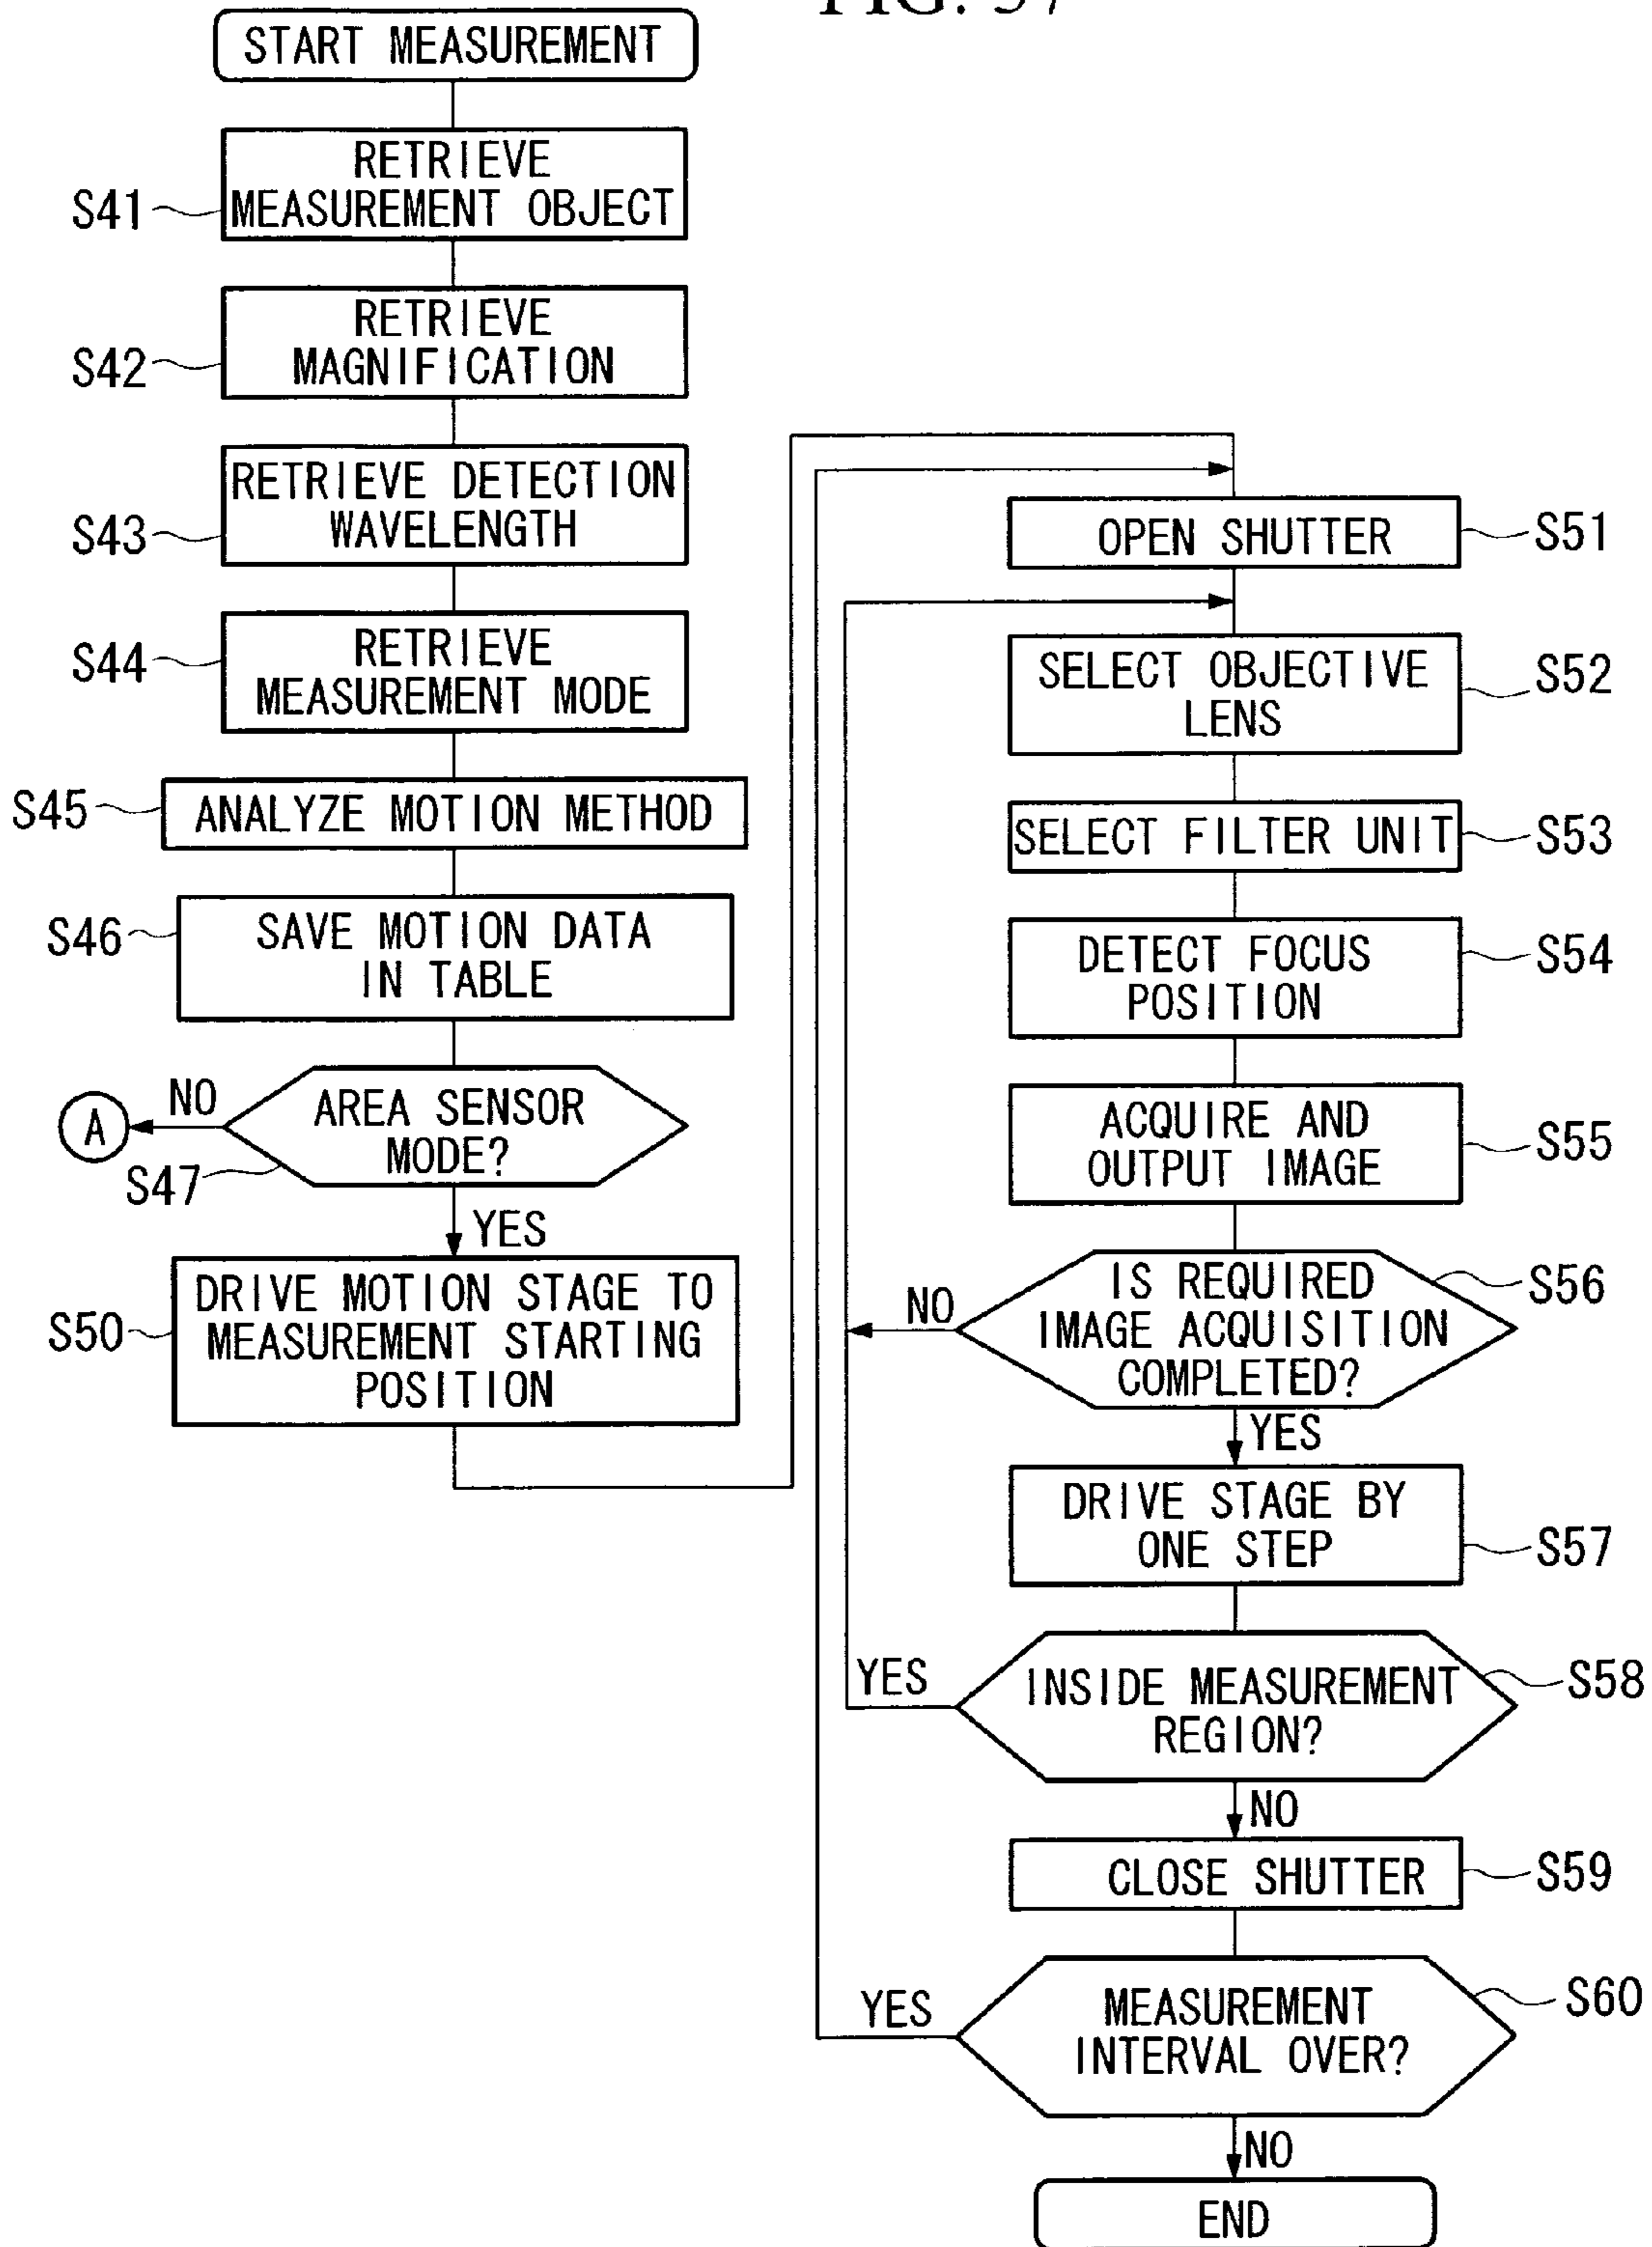 START MEASUREMENT
S41
RETRIEVE
MEASUREMENT OBJECT
S42
RETRIEVE
MAGNIFICATION
S43
RETRIEVE DETECTION
WAVELENGTH
S44
RETRIEVE
MEASUREMENT MODE
S45
ANALYZE MOTION METHOD
S46
SAVE MOTION DATA
IN TABLE
A
NO
AREA SENSOR
MODE?
S47
YES
S50
DRIVE MOTION STAGE TO
MEASUREMENT STARTING
POSITION
OPEN SHUTTER
S51
SELECT OBJECTIVE
LENS
S52
SELECT FILTER UNIT
S53
DETECT FOCUS
POSITION
S54
ACQUIRE AND
OUTPUT IMAGE
S55
NO
IS REQUIRED
IMAGE ACQUISITION
COMPLETED?
S56
YES
DRIVE STAGE BY
ONE STEP
S57
YES
INSIDE MEASUREMENT
REGION?
S58
NO
CLOSE SHUTTER
S59
YES
MEASUREMENT
INTERVAL OVER?
S60
NO
END